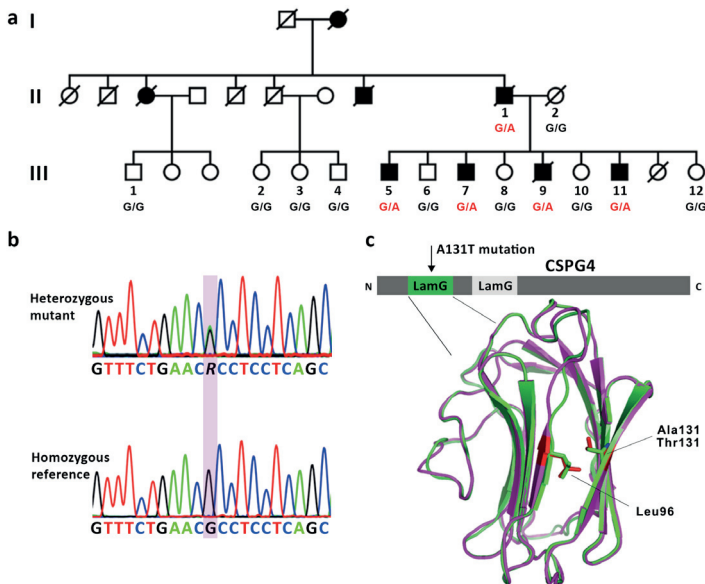 a
I
II
1 2
G/A G/G
III
1 2 3 4 5 6 7 8 9 10 11 12
G/G G/G G/G G/G G/A G/G G/A G/G G/A G/G G/A G/G
b
Heterozygous
mutant
GTTTCTGAACRCCTCCTCAGC
Homozygous
reference
GTTTCTGAACGCCTCCTCAGC
c
A131T mutation
CSPG4
N LamG LamG C
Ala131
Thr131
Leu96